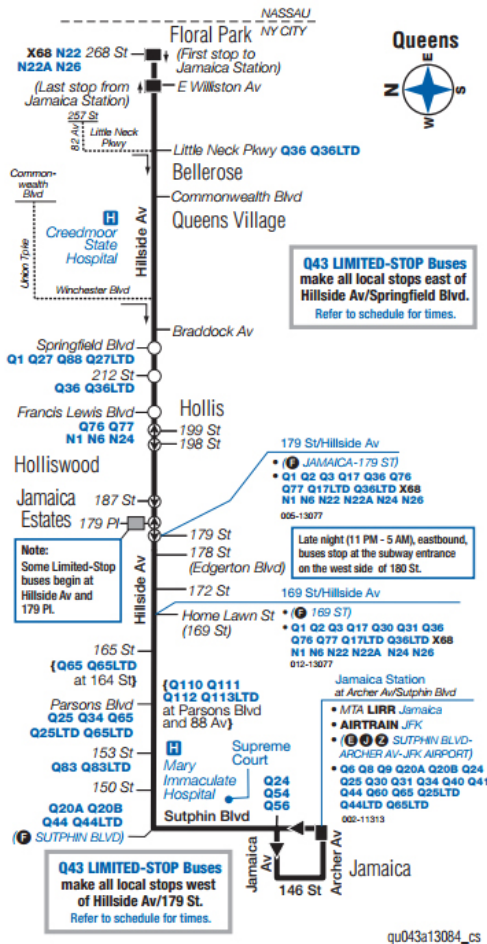 NASSAU
NY CITY
Floral Park
Queens
N
E
S
W
X68 N22
N22A N26
268 St
(First stop to
Jamaica Station)
(Last stop from
Jamaica Station)
E Williston Av
257 St
82 Av
Little Neck
Pkwy
Little Neck Pkwy Q36 Q36LTD
Bellerose
Common-
wealth
Blvd
Commonwealth Blvd
Queens Village
H
Creedmoor
State
Hospital
Hillside Av
Union Tpke
Winchester Blvd
Q43 LIMITED-STOP Buses
make all local stops east of
Hillside Av/Springfield Blvd.
Refer to schedule for times.
Braddock Av
Springfield Blvd
Q1 Q27 Q88 Q27LTD
212 St
Q36 Q36LTD
Francis Lewis Blvd
Q76 Q77
N1 N6 N24
Hollis
199 St
198 St
Holliswood
179 St/Hillside Av
• (F JAMAICA-179 ST)
• Q1 Q2 Q3 Q17 Q36 Q76
Q77 Q17LTD Q36LTD X68
N1 N6 N22 N22A N24 N26
005-13077
Jamaica
Estates
187 St
179 Pl
179 St
178 St
(Edgerton Blvd)
Late night (11 PM - 5 AM), eastbound,
buses stop at the subway entrance
on the west side of 180 St.
Note:
Some Limited-Stop
buses begin at
Hillside Av and
179 Pl.
Hillside Av
172 St
Home Lawn St
(169 St)
169 St/Hillside Av
• (F 169 ST)
• Q1 Q2 Q3 Q17 Q30 Q31 Q36
Q76 Q77 Q17LTD Q36LTD X68
N1 N6 N22 N22A N24 N26
012-13077
165 St
{Q65 Q65LTD
at 164 St}
{Q110 Q111
Q112 Q113LTD
at Parsons Blvd
and 88 Av}
Parsons Blvd
Q25 Q34 Q65
Q25LTD Q65LTD
153 St
Q83 Q83LTD
150 St
Q20A Q20B
Q44 Q44LTD
(F SUTPHIN BLVD)
H
Mary
Immaculate
Hospital
Supreme
Court
Sutphin Blvd
Q24
Q54
Q56
Jamaica Station
at Archer Av/Sutphin Blvd
• MTA LIRR Jamaica
• AIRTRAIN JFK
• (E J Z SUTPHIN BLVD-
ARCHER AV-JFK AIRPORT)
• Q6 Q8 Q9 Q20A Q20B Q24
Q25 Q30 Q31 Q34 Q40 Q41
Q44 Q60 Q65 Q25LTD
Q44LTD Q65LTD
002-11313
Jamaica
Av
146 St
Archer Av
Jamaica
Q43 LIMITED-STOP Buses
make all local stops west
of Hillside Av/179 St.
Refer to schedule for times.
qu043a13084_cs